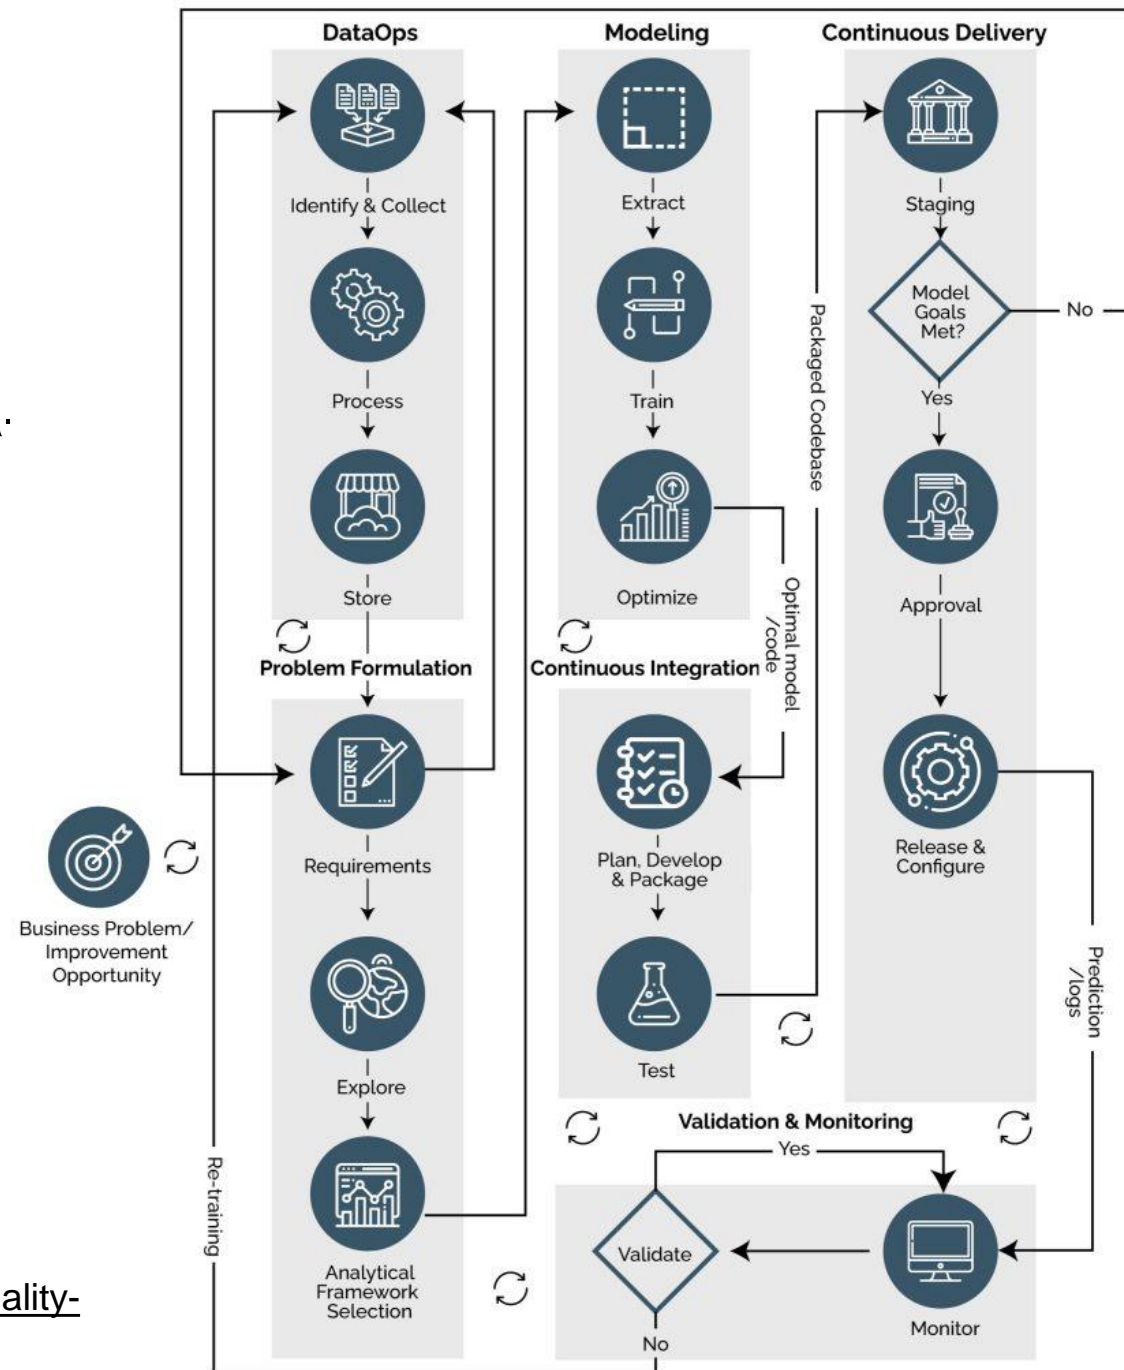 DataOps
Identify & Collect
Process
Store
Problem Formulation
Requirements
Explore
Analytical
Framework
Selection
Business Problem/
Improvement
Opportunity
Re-training
Modeling
Extract
Train
Optimize
Optimal model
/code
Continuous Integration
Plan, Develop
& Package
Test
Packaged Codebase
Continuous Delivery
Staging
Model
Goals
Met?
No
Yes
Approval
Release &
Configure
Prediction
/logs
Validation & Monitoring
Yes
Validate
No
Monitor
ality-